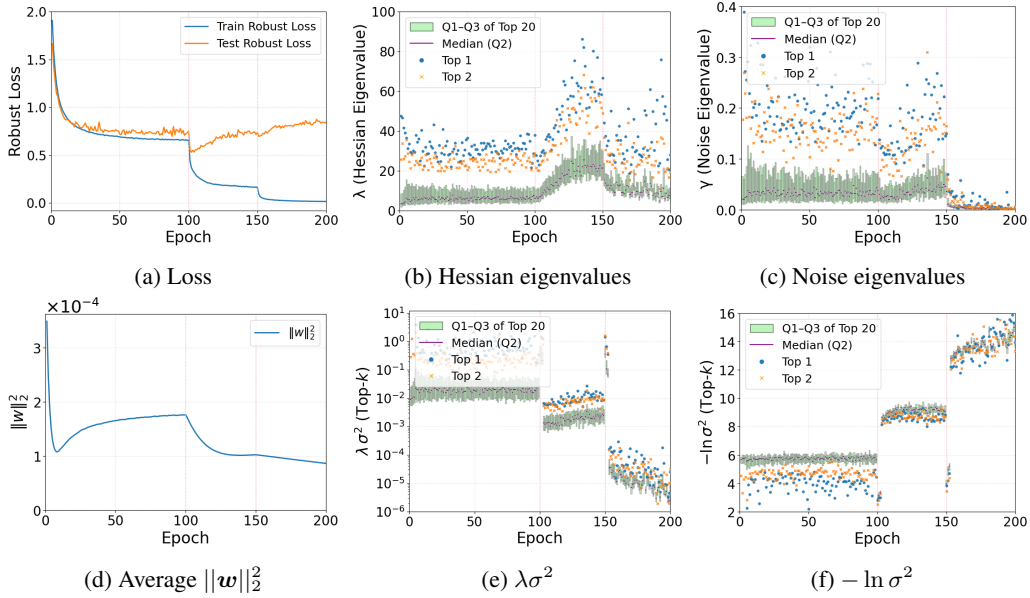 2.0
1.5
1.0
0.5
0.0
Robust Loss
Train Robust Loss
Test Robust Loss
0 50 100 150 200
Epoch
(a) Loss
100
80
60
40
20
0
λ (Hessian Eigenvalue)
Q1–Q3 of Top 20
Median (Q2)
Top 1
Top 2
0 50 100 150 200
Epoch
(b) Hessian eigenvalues
0.4
0.3
0.2
0.1
0.0
γ (Noise Eigenvalue)
Q1–Q3 of Top 20
Median (Q2)
Top 1
Top 2
0 50 100 150 200
Epoch
(c) Noise eigenvalues
×10⁻⁴
3
2
1
0
||w||₂²
||w||₂²
0 50 100 150 200
Epoch
(d) Average ||w||₂²
10¹
10⁰
10⁻¹
10⁻²
10⁻³
10⁻⁴
10⁻⁵
10⁻⁶
λ σ² (Top-k)
Q1–Q3 of Top 20
Median (Q2)
Top 1
Top 2
0 50 100 150 200
Epoch
(e) λσ²
16
14
12
10
8
6
4
2
−ln σ² (Top-k)
Q1–Q3 of Top 20
Median (Q2)
Top 1
Top 2
0 50 100 150 200
Epoch
(f) − ln σ²